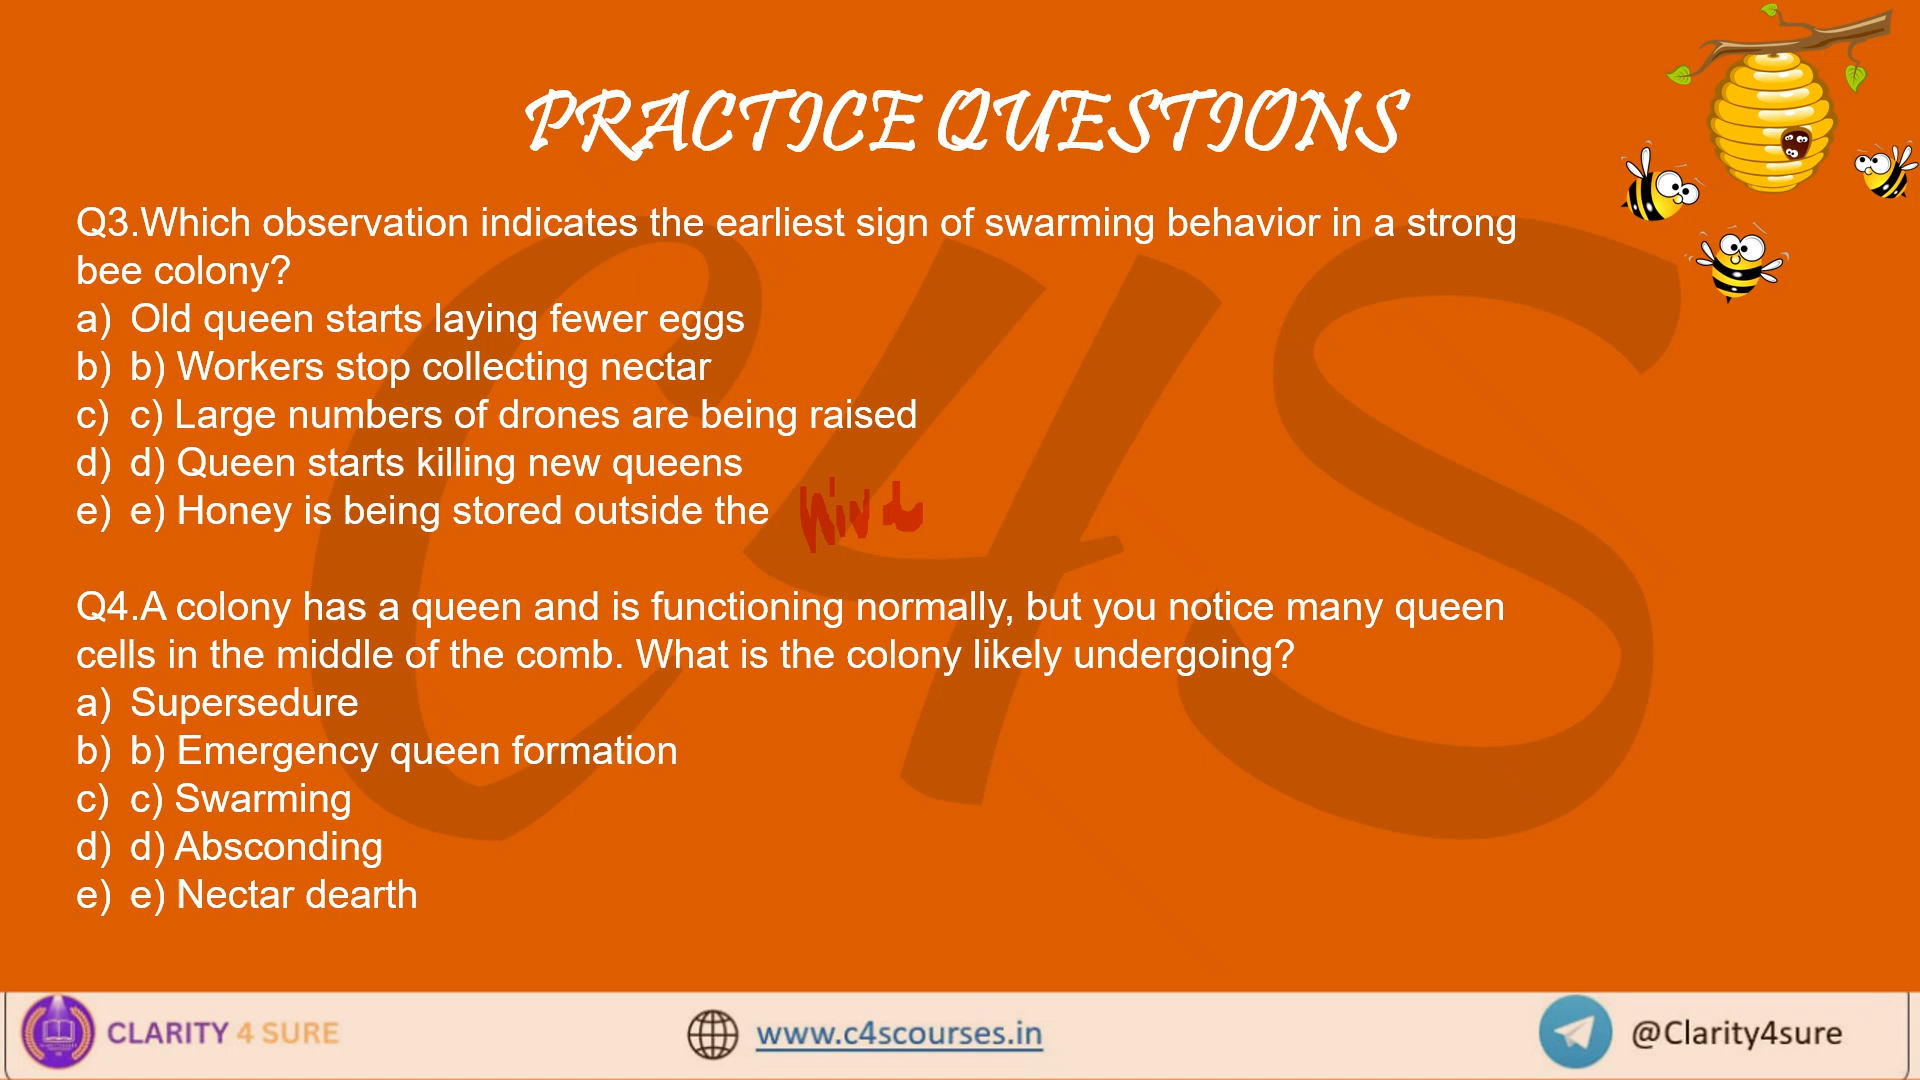 PRACTICE QUESTIONS
Q3.Which observation indicates the earliest sign of swarming behavior in a strong
bee colony?
a) Old queen starts laying fewer eggs
b) b) Workers stop collecting nectar
c) c) Large numbers of drones are being raised
d) d) Queen starts killing new queens
e) e) Honey is being stored outside the
Q4.A colony has a queen and is functioning normally, but you notice many queen
cells in the middle of the comb. What is the colony likely undergoing?
a) Supersedure
b) b) Emergency queen formation
c) c) Swarming
d) d) Absconding
e) e) Nectar dearth
C4S
CLARITY 4 SURE
www.c4scourses.in
@Clarity4sure